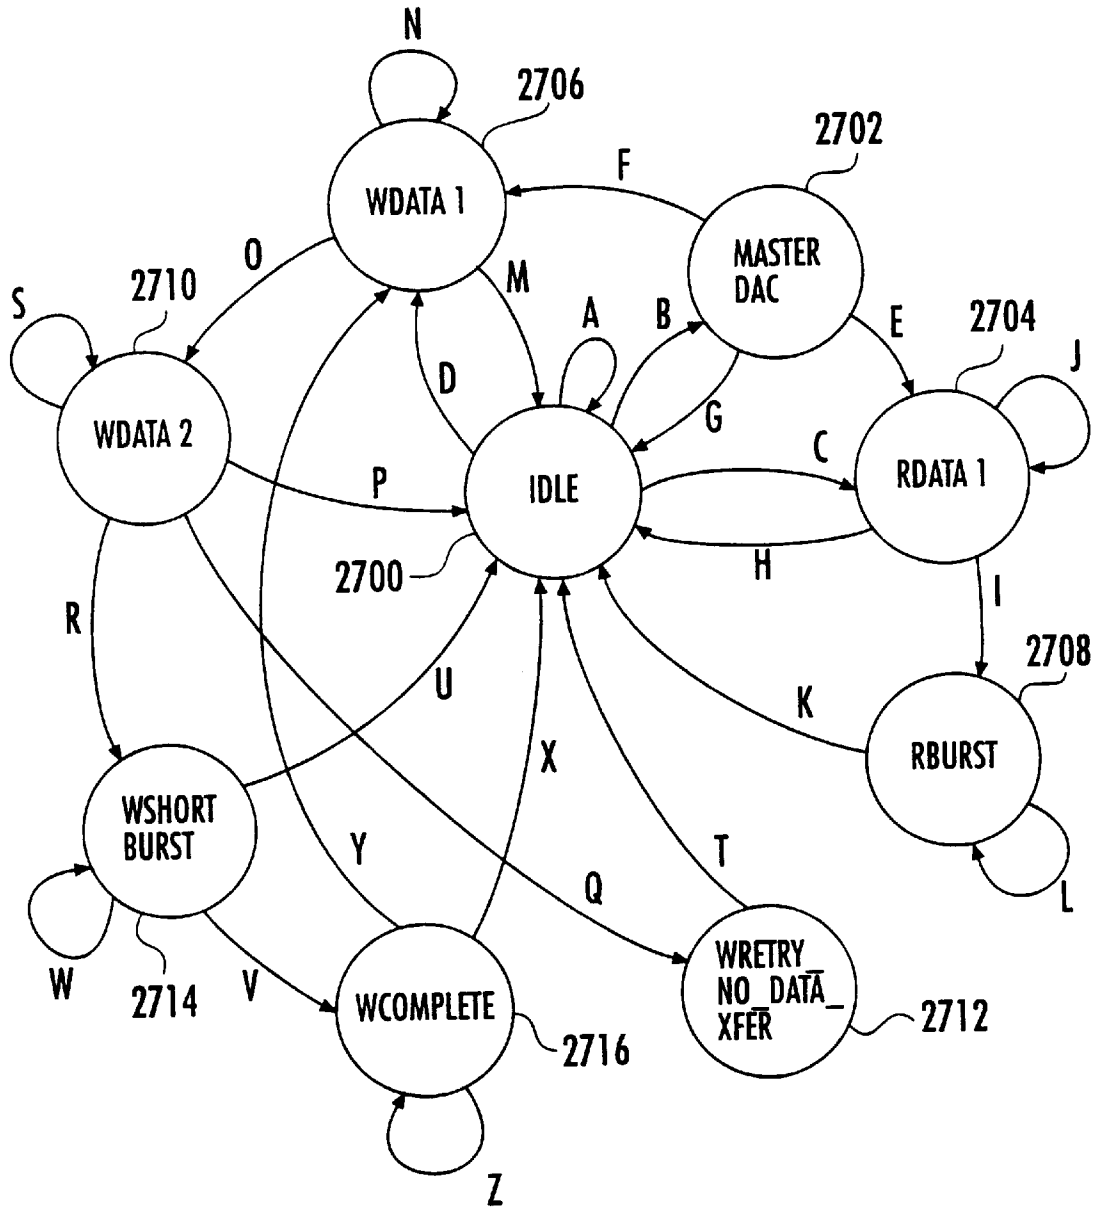 N
2706
2702
F
WDATA 1
MASTER
DAC
O
2710
M
S
A
B
E
2704
J
D
G
WDATA 2
C
RDATA 1
P
IDLE
2700
H
I
R
2708
U
K
X
RBURST
WSHORT
BURST
Y
T
Q
L
W
V
2714
WCOMPLETE
WRETRY_
NO_DATA_
XFER
2712
2716
Z